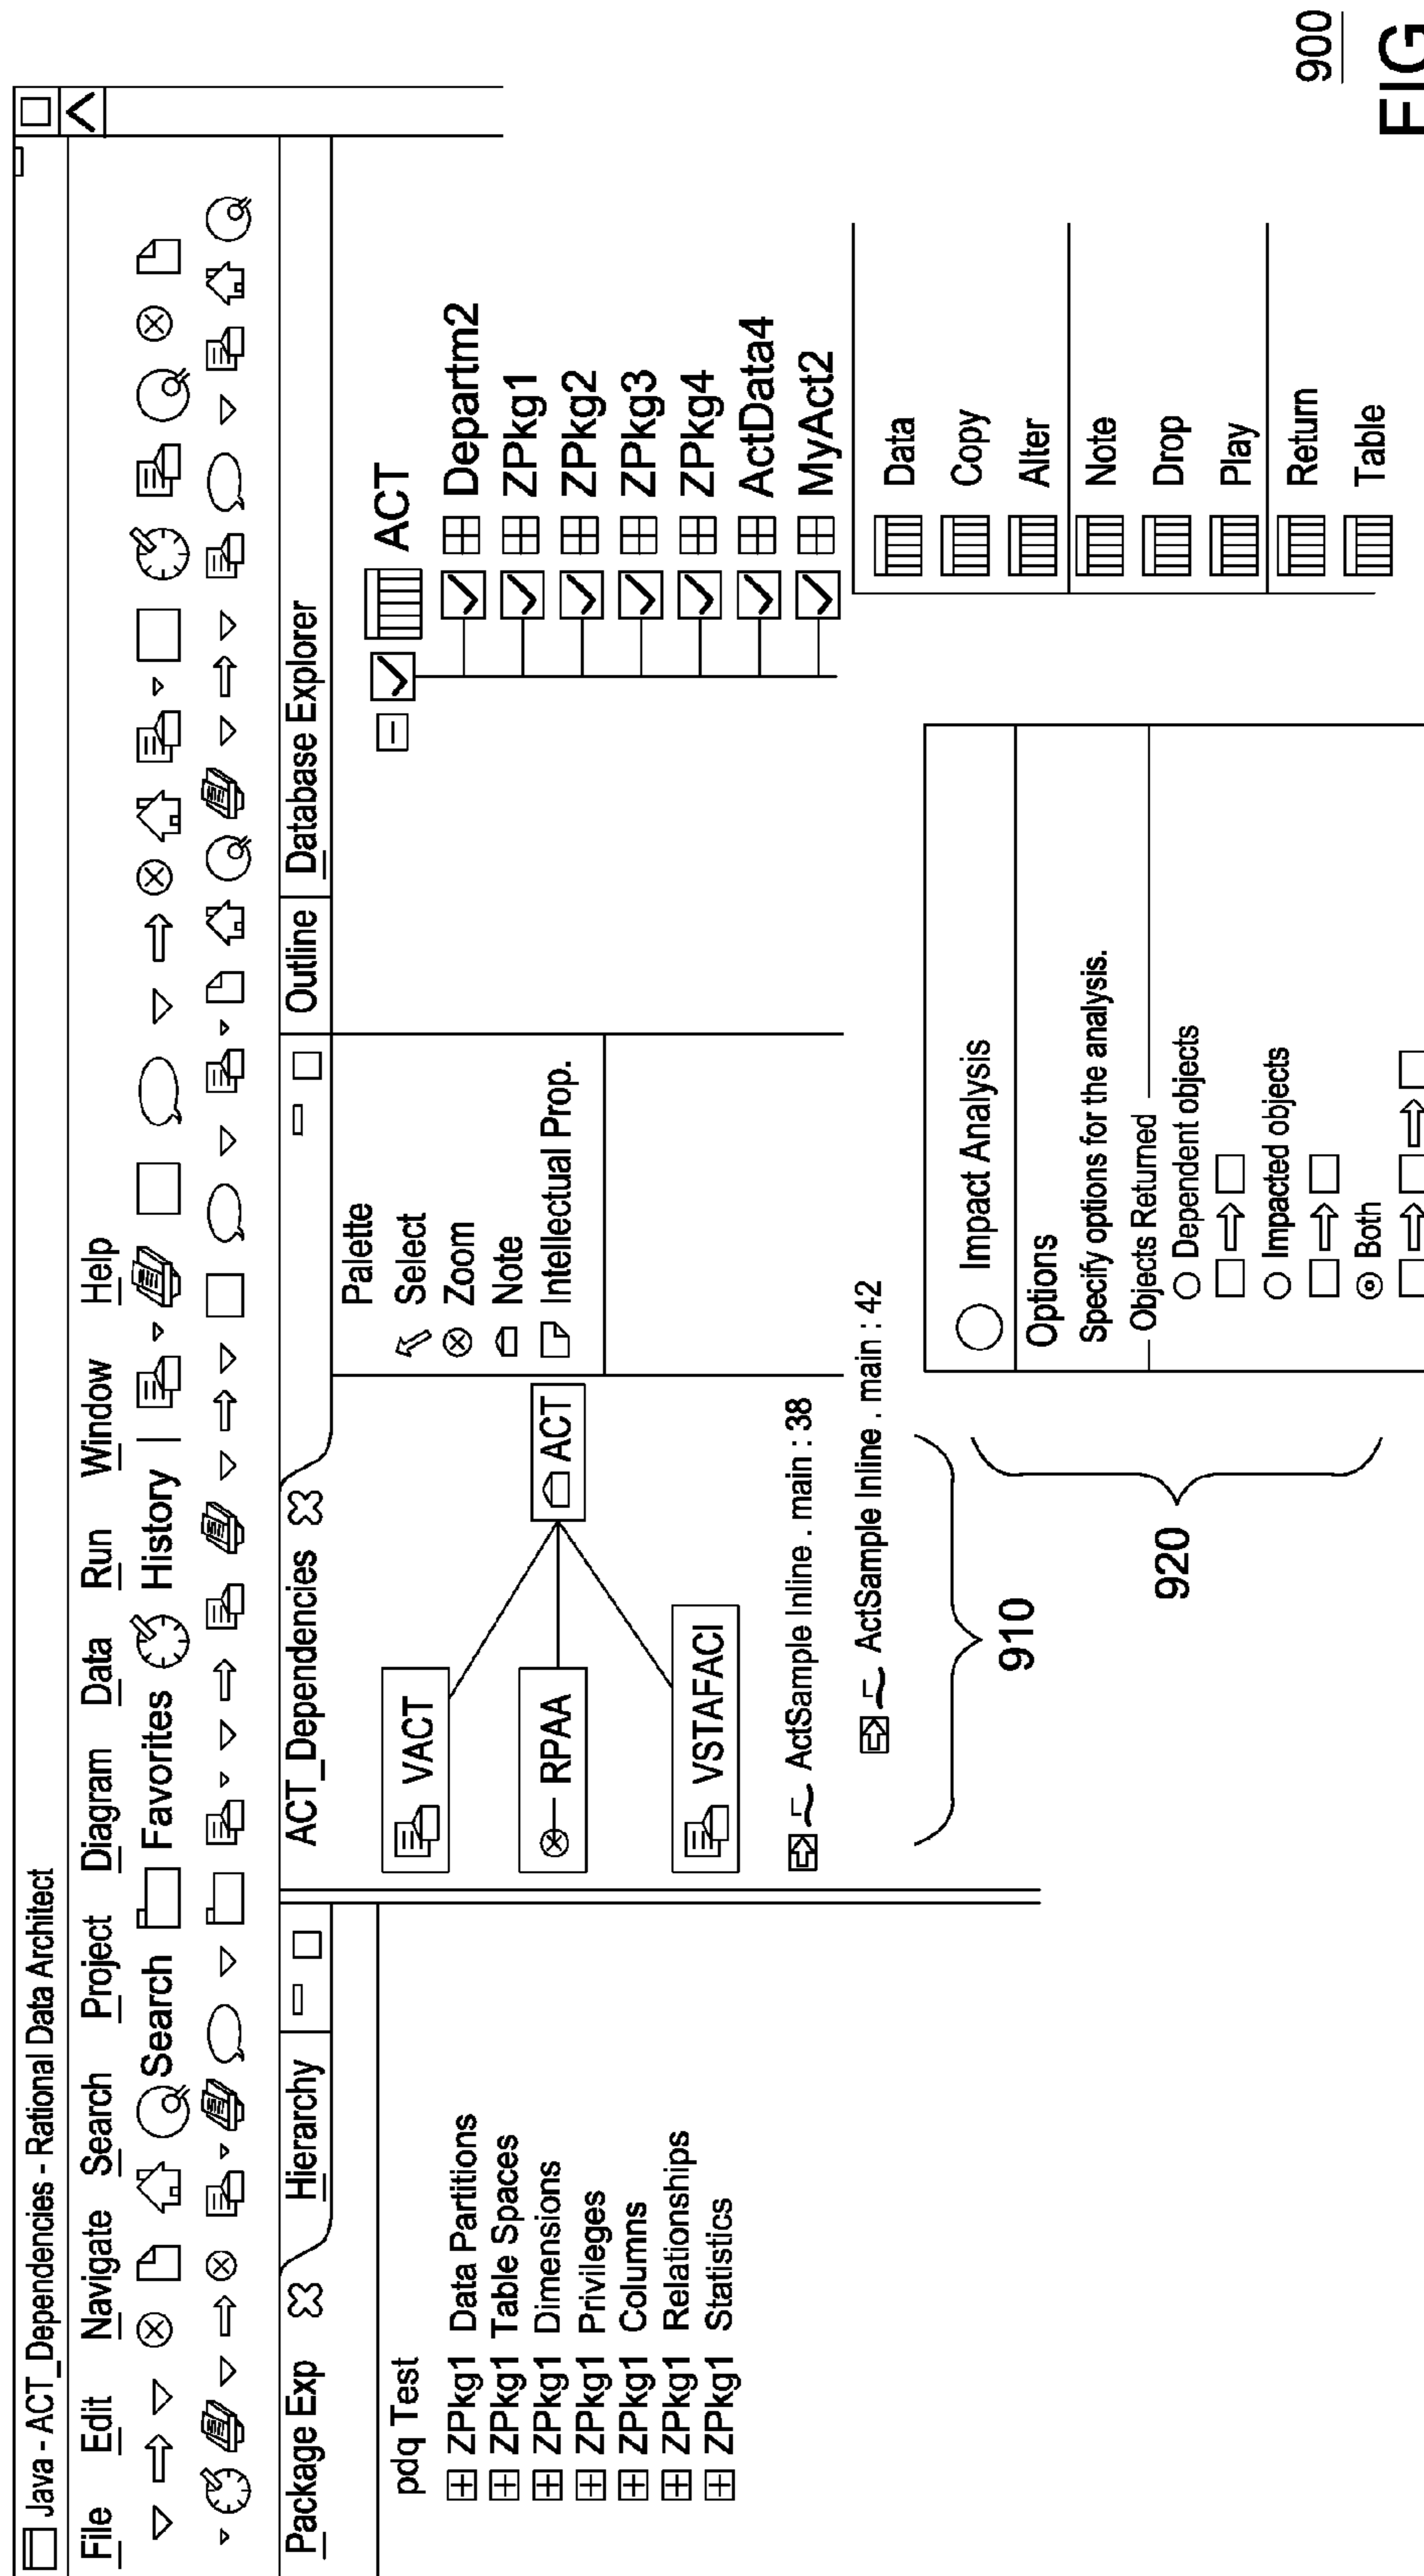 Java - ACT_Dependencies - Rational Data Architect
File Edit Navigate Search Project Diagram Data Run Window Help
Search Favorites History
Package Exp Hierarchy
pdq Test
ZPkg1 Data Partitions
ZPkg1 Table Spaces
ZPkg1 Dimensions
ZPkg1 Privileges
ZPkg1 Columns
ZPkg1 Relationships
ZPkg1 Statistics
ACT_Dependencies
VACT
RPAA
VSTAFACI
ACT
ActSample Inline . main : 38
ActSample Inline . main : 42
910
Palette
Select
Zoom
Note
Intellectual Prop.
Outline Database Explorer
ACT
Departm2
ZPkg1
ZPkg2
ZPkg3
ZPkg4
ActData4
MyAct2
Data
Copy
Alter
Note
Drop
Play
Return
Table
920
Impact Analysis
Options
Specify options for the analysis.
Objects Returned
Dependent objects
Impacted objects
Both
900
FIG